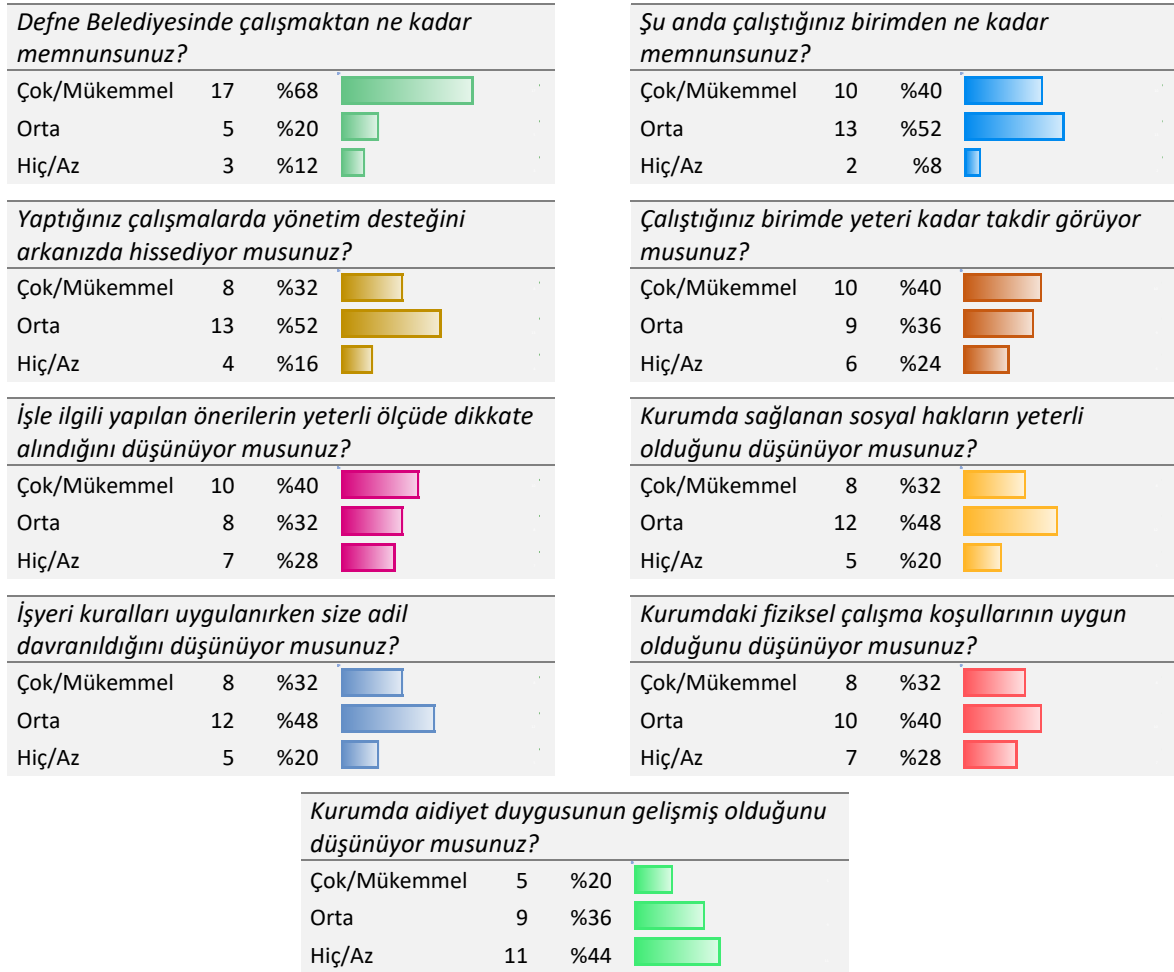 Defne Belediyesinde çalışmaktan ne kadar
memnunsunuz?
Çok/Mükemmel 17 %68
Orta 5 %20
Hiç/Az 3 %12
Şu anda çalıştığınız birimden ne kadar
memnunsunuz?
Çok/Mükemmel 10 %40
Orta 13 %52
Hiç/Az 2 %8
Yaptığınız çalışmalarda yönetim desteğini
arkanızda hissediyor musunuz?
Çok/Mükemmel 8 %32
Orta 13 %52
Hiç/Az 4 %16
Çalıştığınız birimde yeteri kadar takdir görüyor
musunuz?
Çok/Mükemmel 10 %40
Orta 9 %36
Hiç/Az 6 %24
İşle ilgili yapılan önerilerin yeterli ölçüde dikkate
alındığını düşünüyor musunuz?
Çok/Mükemmel 10 %40
Orta 8 %32
Hiç/Az 7 %28
Kurumda sağlanan sosyal hakların yeterli
olduğunu düşünüyor musunuz?
Çok/Mükemmel 8 %32
Orta 12 %48
Hiç/Az 5 %20
İşyeri kuralları uygulanırken size adil
davranıldığını düşünüyor musunuz?
Çok/Mükemmel 8 %32
Orta 12 %48
Hiç/Az 5 %20
Kurumdaki fiziksel çalışma koşullarının uygun
olduğunu düşünüyor musunuz?
Çok/Mükemmel 8 %32
Orta 10 %40
Hiç/Az 7 %28
Kurumda aidiyet duygusunun gelişmiş olduğunu
düşünüyor musunuz?
Çok/Mükemmel 5 %20
Orta 9 %36
Hiç/Az 11 %44